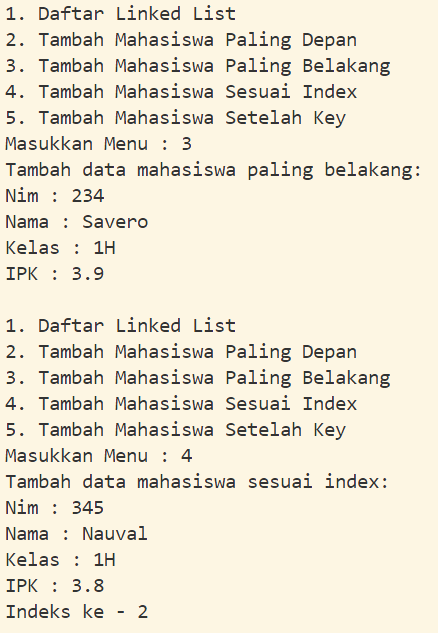 1. Daftar Linked List
2. Tambah Mahasiswa Paling Depan
3. Tambah Mahasiswa Paling Belakang
4. Tambah Mahasiswa Sesuai Index
5. Tambah Mahasiswa Setelah Key
Masukkan Menu : 3
Tambah data mahasiswa paling belakang:
Nim : 234
Nama : Savero
Kelas : 1H
IPK : 3.9
1. Daftar Linked List
2. Tambah Mahasiswa Paling Depan
3. Tambah Mahasiswa Paling Belakang
4. Tambah Mahasiswa Sesuai Index
5. Tambah Mahasiswa Setelah Key
Masukkan Menu : 4
Tambah data mahasiswa sesuai index:
Nim : 345
Nama : Nauval
Kelas : 1H
IPK : 3.8
Indeks ke - 2